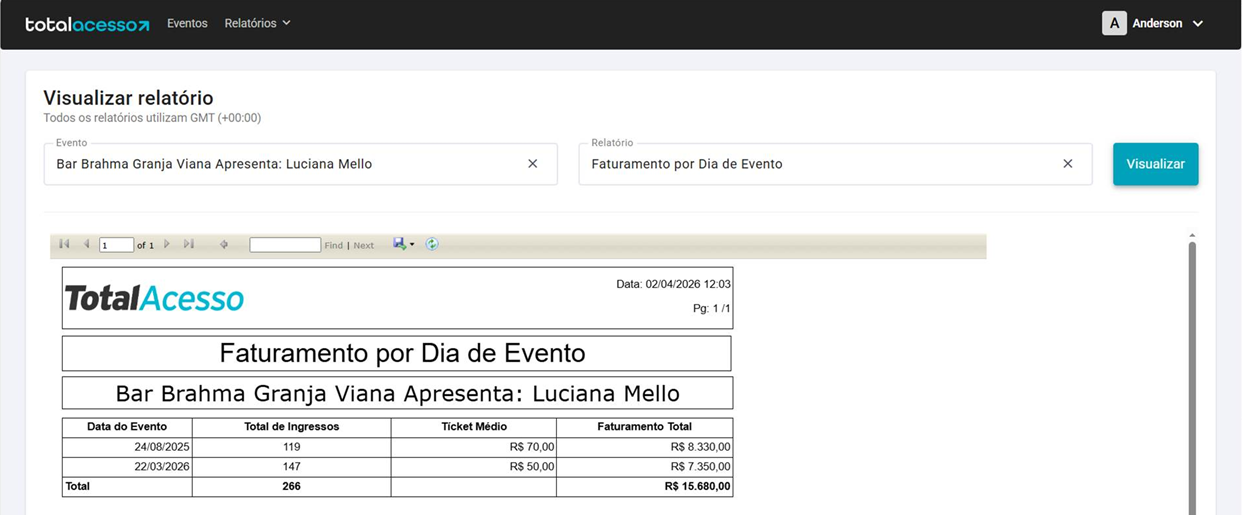 totalacesso Eventos Relatórios A Anderson
Visualizar relatório
Todos os relatórios utilizam GMT (+00:00)
Evento Relatório
Bar Brahma Granja Viana Apresenta: Luciana Mello Faturamento por Dia de Evento Visualizar
1 of 1 Find | Next
TotalAcesso Data: 02/04/2026 12:03
Pg: 1 /1
Faturamento por Dia de Evento
Bar Brahma Granja Viana Apresenta: Luciana Mello
Data do Evento Total de Ingressos Ticket Médio Faturamento Total
24/08/2025 119 R$ 70,00 R$ 8.330,00
22/03/2026 147 R$ 50,00 R$ 7.350,00
Total 266 R$ 15.680,00